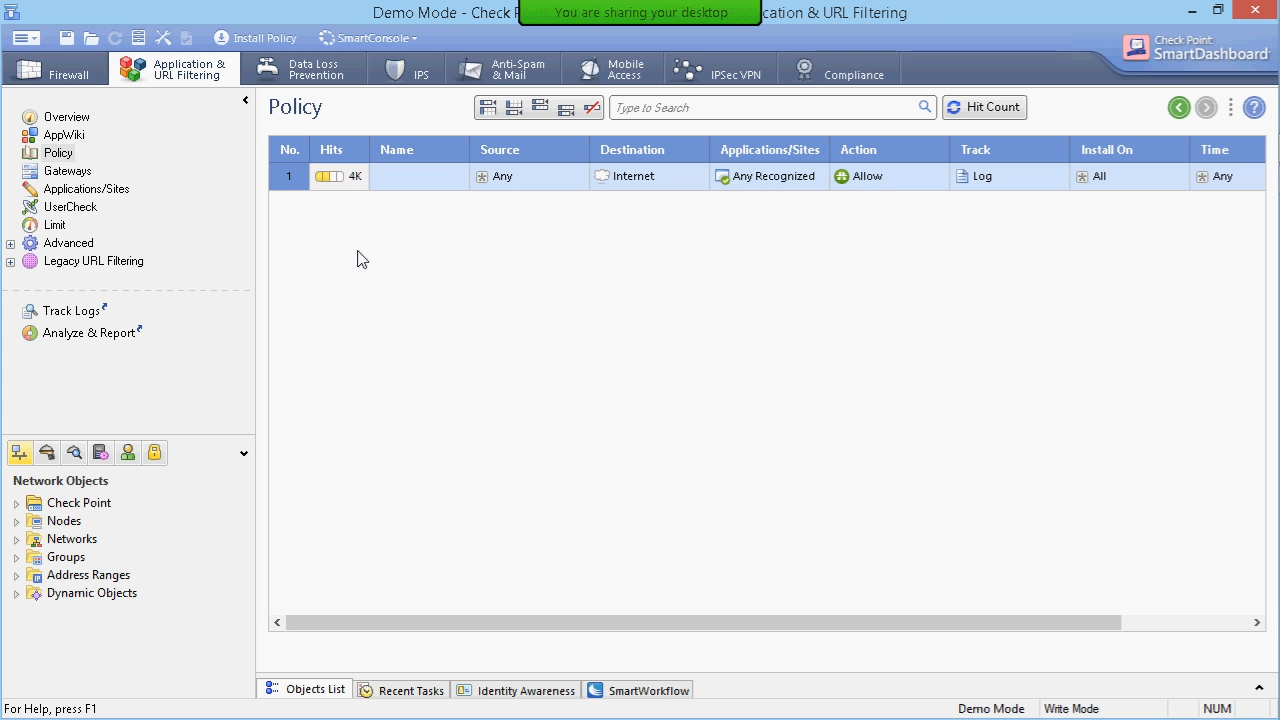 Demo Mode - Check P
You are sharing your desktop
ication & URL Filtering
Install Policy
SmartConsole
Check Point
SmartDashboard
Firewall
Application &
URL Filtering
Data Loss
Prevention
IPS
Anti-Spam
& Mail
Mobile
Access
IPSec VPN
Compliance
Overview
AppWiki
Policy
Gateways
Applications/Sites
UserCheck
Limit
Advanced
Legacy URL Filtering
Track Logs
Analyze & Report
Network Objects
Check Point
Nodes
Networks
Groups
Address Ranges
Dynamic Objects
Policy
Type to Search
Hit Count
No. Hits Name Source Destination Applications/Sites Action Track Install On Time
1 4K Any Internet Any Recognized Allow Log All Any
Objects List
Recent Tasks
Identity Awareness
SmartWorkflow
For Help, press F1
Demo Mode
Write Mode
NUM